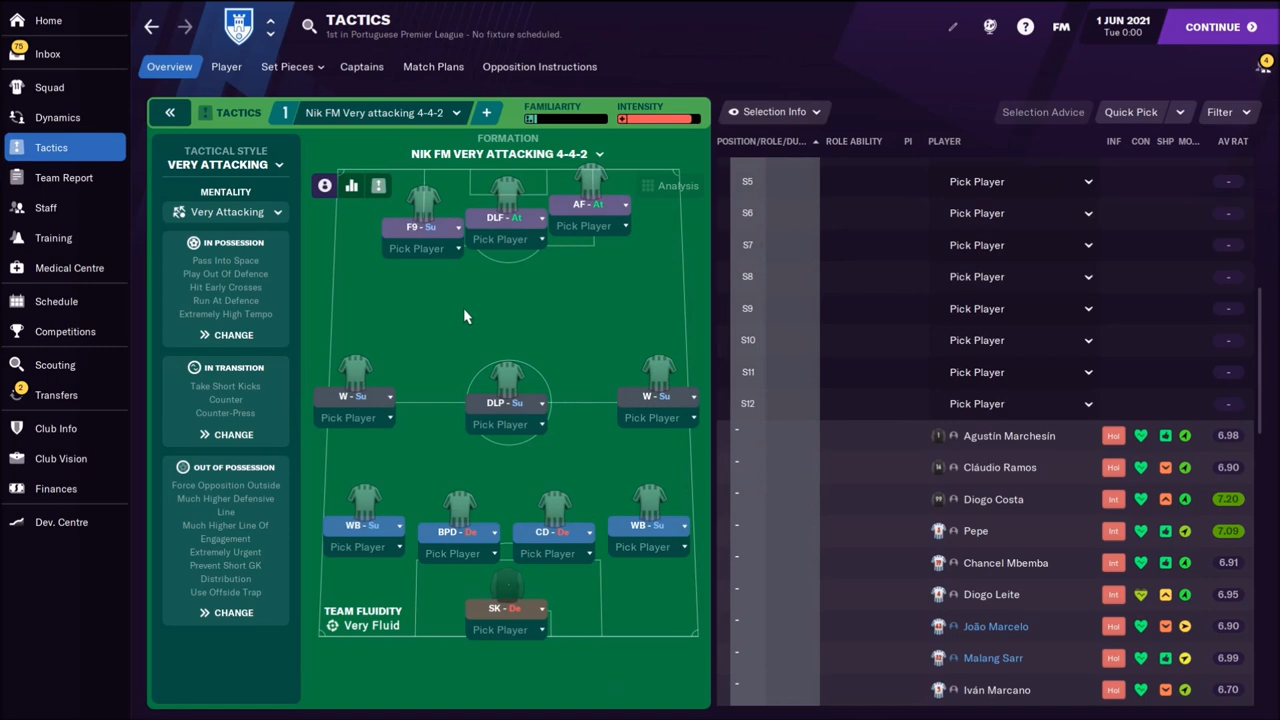 Home
TACTICS
1st in Portuguese Premier League - No fixture scheduled.
FM
1 JUN 2021
Tue 0:00
CONTINUE
75
Inbox
Overview
Player
Set Pieces
Captains
Match Plans
Opposition Instructions
4
Squad
Dynamics
Tactics
Team Report
Staff
Training
Medical Centre
Schedule
Competitions
Scouting
2
Transfers
Club Info
Club Vision
Finances
Dev. Centre
TACTICS
1
Nik FM Very attacking 4-4-2
FAMILIARITY
INTENSITY
TACTICAL STYLE
VERY ATTACKING
MENTALITY
Very Attacking
IN POSSESSION
Pass Into Space
Play Out Of Defence
Hit Early Crosses
Run At Defence
Extremely High Tempo
CHANGE
IN TRANSITION
Take Short Kicks
Counter
Counter-Press
CHANGE
OUT OF POSSESSION
Force Opposition Outside
Much Higher Defensive
Line
Much Higher Line Of
Engagement
Extremely Urgent
Prevent Short GK
Distribution
Use Offside Trap
CHANGE
FORMATION
NIK FM VERY ATTACKING 4-4-2
Analysis
F9 - Su
Pick Player
DLF - At
Pick Player
AF - At
Pick Player
W - Su
Pick Player
DLP - Su
Pick Player
W - Su
Pick Player
WB - Su
Pick Player
BPD - De
Pick Player
CD - De
Pick Player
WB - Su
Pick Player
SK - De
Pick Player
TEAM FLUIDITY
Very Fluid
Selection Info
Selection Advice
Quick Pick
Filter
POSITION/ROLE/DU... ROLE ABILITY PI PLAYER INF CON SHP MO... AV RAT
S5 Pick Player -
S6 Pick Player -
S7 Pick Player -
S8 Pick Player -
S9 Pick Player -
S10 Pick Player -
S11 Pick Player -
S12 Pick Player -
- Agustín Marchesín Hol 6.98
- Cláudio Ramos Hol 6.90
- Diogo Costa Int 7.20
- Pepe Int 7.09
- Chancel Mbemba Int 6.91
- Diogo Leite Int 6.95
- João Marcelo Hol 6.90
- Malang Sarr Hol 6.99
- Iván Marcano Hol 6.70